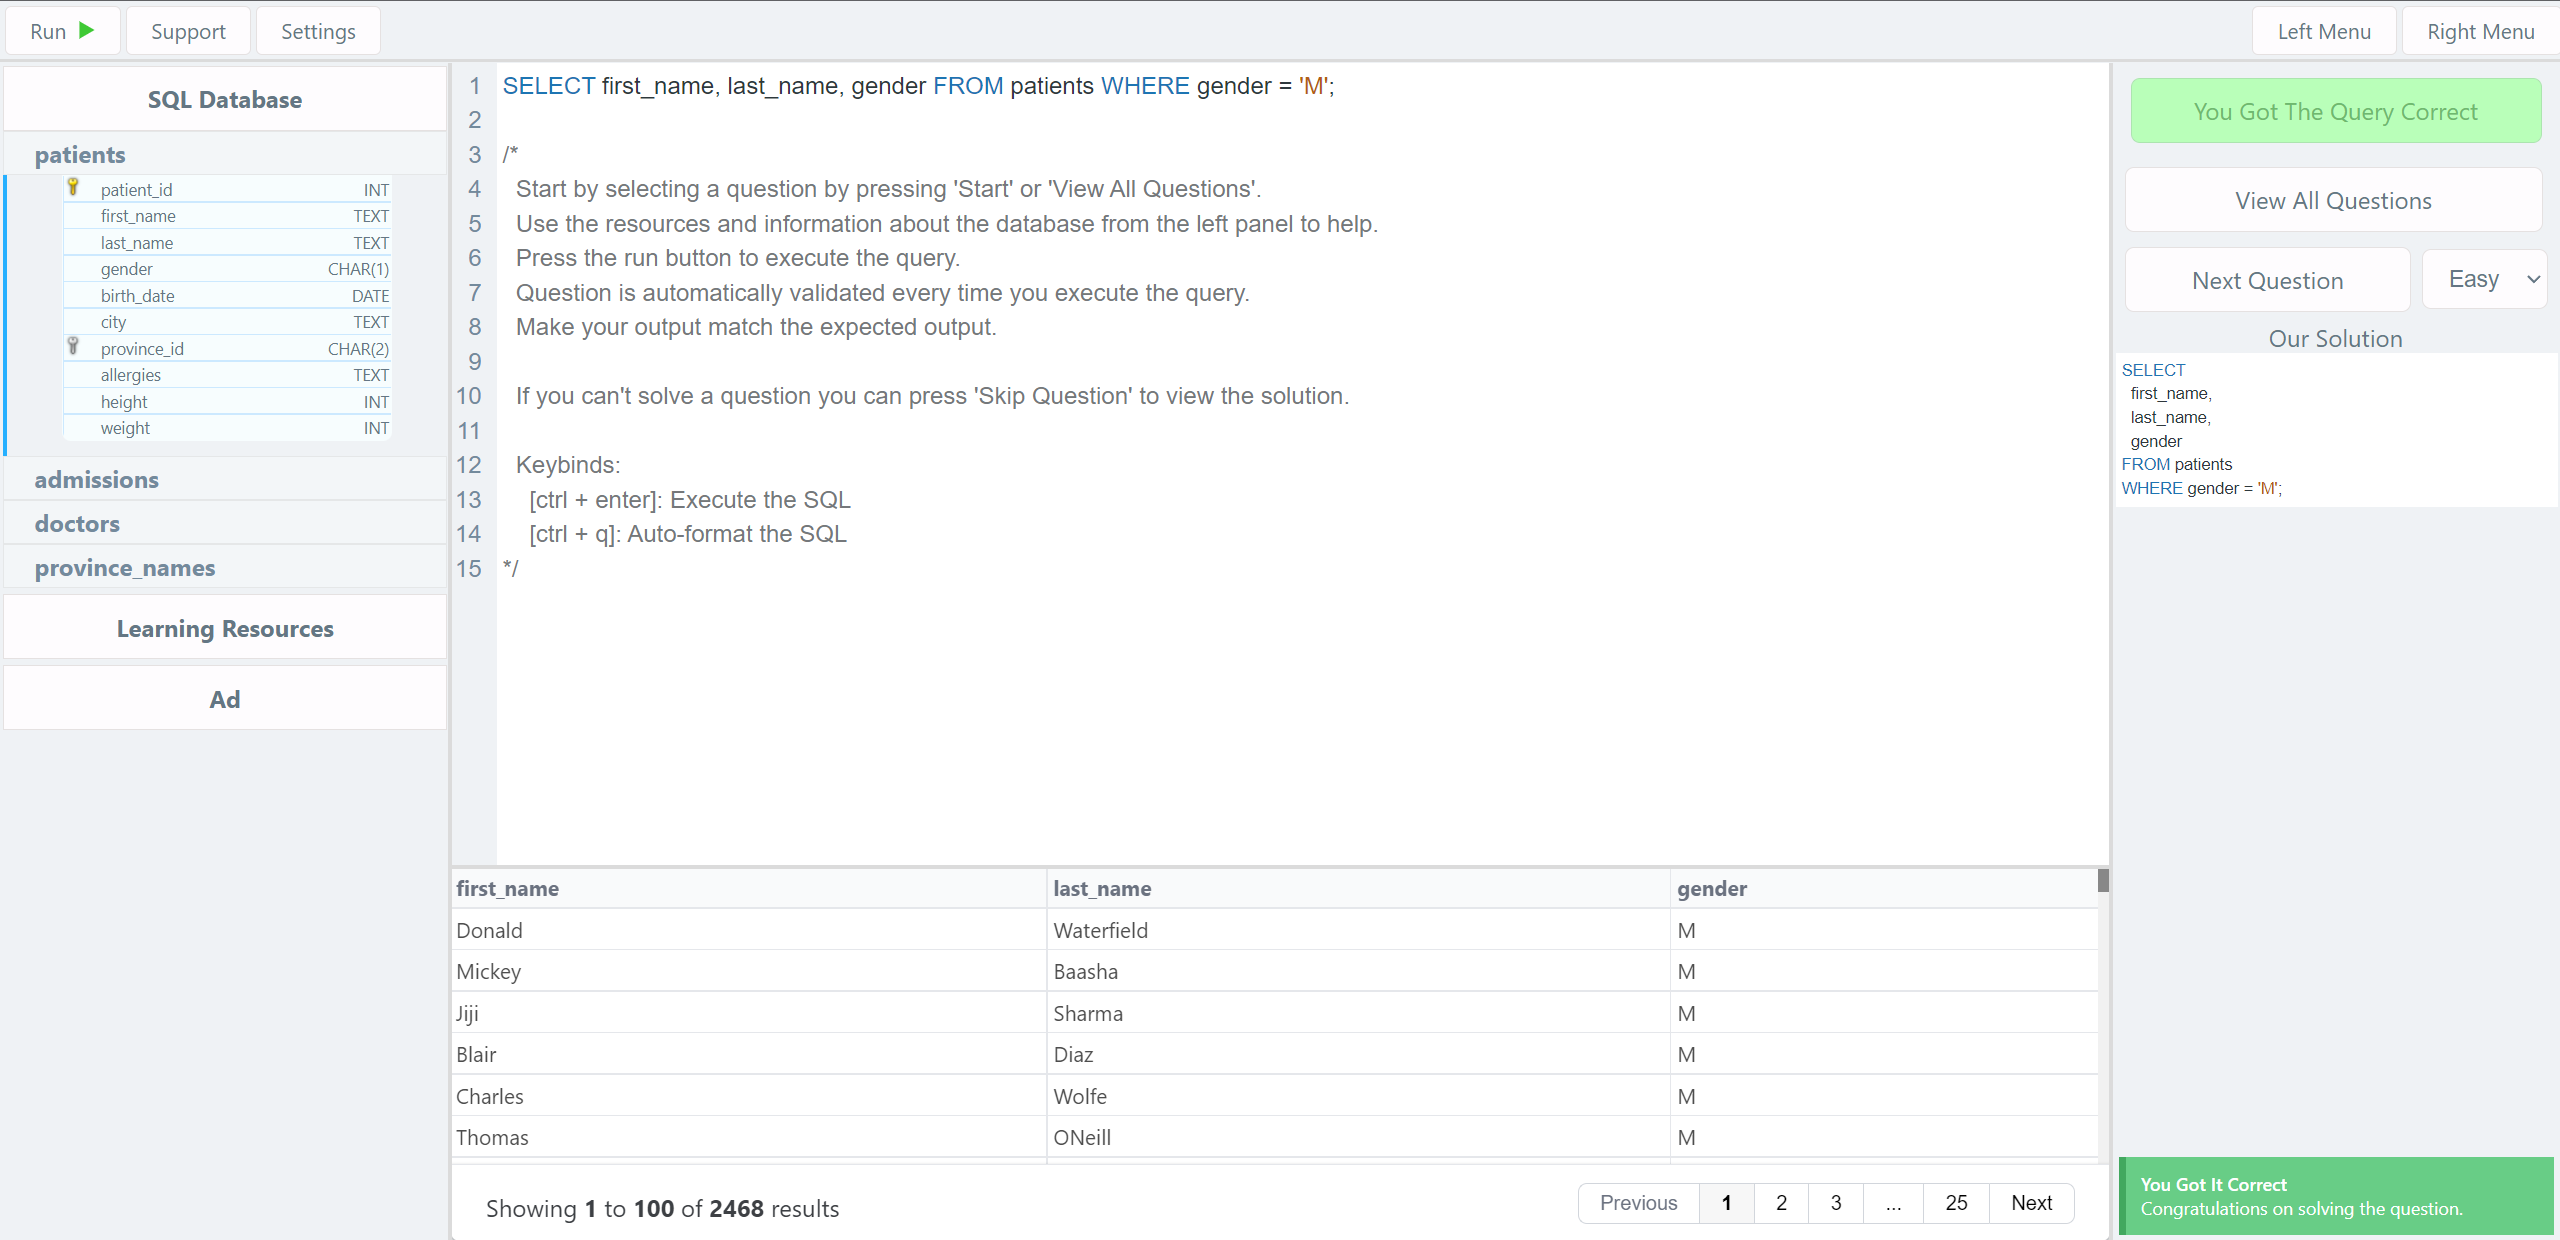 Run
Support
Settings
Left Menu
Right Menu
SQL Database
patients
patient_id INT
first_name TEXT
last_name TEXT
gender CHAR(1)
birth_date DATE
city TEXT
province_id CHAR(2)
allergies TEXT
height INT
weight INT
admissions
doctors
province_names
Learning Resources
Ad
1 SELECT first_name, last_name, gender FROM patients WHERE gender = 'M';
2
3 /*
4 Start by selecting a question by pressing 'Start' or 'View All Questions'.
5 Use the resources and information about the database from the left panel to help.
6 Press the run button to execute the query.
7 Question is automatically validated every time you execute the query.
8 Make your output match the expected output.
9
10 If you can't solve a question you can press 'Skip Question' to view the solution.
11
12 Keybinds:
13 [ctrl + enter]: Execute the SQL
14 [ctrl + q]: Auto-format the SQL
15 */
first_name last_name gender
Donald Waterfield M
Mickey Baasha M
Jiji Sharma M
Blair Diaz M
Charles Wolfe M
Thomas ONeill M
Showing 1 to 100 of 2468 results
Previous 1 2 3 ... 25 Next
You Got The Query Correct
View All Questions
Next Question
Easy
Our Solution
SELECT
first_name,
last_name,
gender
FROM patients
WHERE gender = 'M';
You Got It Correct
Congratulations on solving the question.